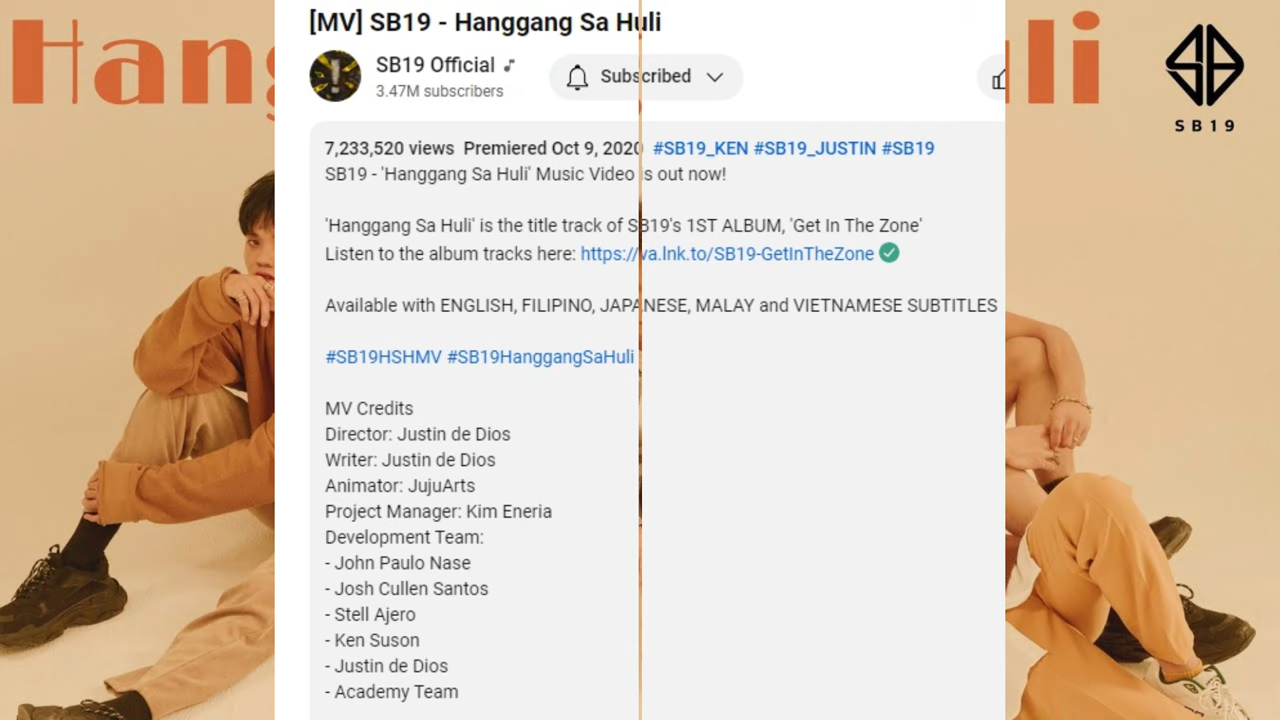 Hang
uli
SB19
[MV] SB19 - Hanggang Sa Huli
SB19 Official
3.47M subscribers
Subscribed
7,233,520 views Premiered Oct 9, 2020 #SB19_KEN #SB19_JUSTIN #SB19
SB19 - 'Hanggang Sa Huli' Music Video is out now!
'Hanggang Sa Huli' is the title track of SB19's 1ST ALBUM, 'Get In The Zone'
Listen to the album tracks here: https://va.lnk.to/SB19-GetInTheZone
Available with ENGLISH, FILIPINO, JAPANESE, MALAY and VIETNAMESE SUBTITLES
#SB19HSHMV #SB19HanggangSaHuli
MV Credits
Director: Justin de Dios
Writer: Justin de Dios
Animator: JujuArts
Project Manager: Kim Eneria
Development Team:
- John Paulo Nase
- Josh Cullen Santos
- Stell Ajero
- Ken Suson
- Justin de Dios
- Academy Team